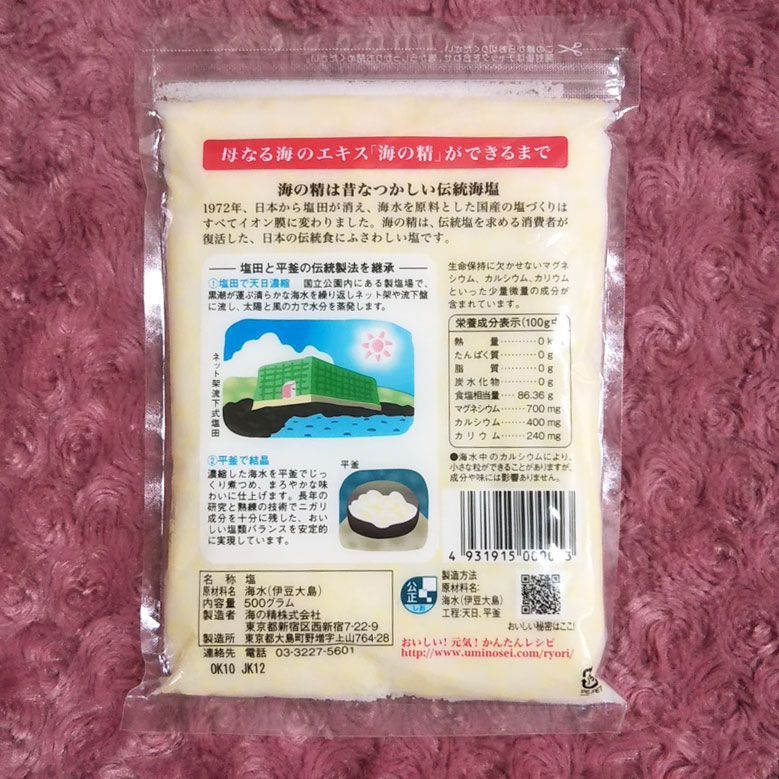 母なる海のエキス「海の精」ができるまで
海の精は昔なつかしい伝統海塩
1972年、日本から塩田が消え、海水を原料とした国産の塩づくりは
すべてイオン膜に変わりました。海の精は、伝統塩を求める消費者が
復活した、日本の伝統食にふさわしい塩です。
塩田と平釜の伝統製法を継承
①塩田で天日濃縮 国立公園内にある製塩場で、
黒潮が運ぶ清らかな海水を繰り返しネット架や流下盤
に流し、太陽と風の力で水分を蒸発します。
ネット架流下式塩田
②平釜で結晶
濃縮した海水を平釜でじっ
くり煮つめ、まろやかな味
わいに仕上げます。長年の
研究と熟練の技術でニガリ
成分を十分に残した、おい
しい塩類バランスを安定的
に実現しています。
平釜
生命保持に欠かせないマグネ
シウム、カルシウム、カリウム
といった少量微量の成分が
含まれています。
栄養成分表示(100g
熱量‥‥‥‥0
たんぱく質‥‥‥0g
脂質‥‥‥‥0g
炭水化物‥‥‥0g
食塩相当量‥‥86.36g
マグネシウム‥‥700mg
カルシウム‥‥400mg
カリウム‥‥240mg
●海水中のカルシウムにより、
小さな粒ができることがありますが、
成分や味には影響ありません。
4 931915 00
名称 塩
原材料名 海水(伊豆大島)
内容量 500グラム
製造者 海の精株式会社
東京都新宿区西新宿7-22-9
製造所 東京都大島町野増字上山764-28
連絡先 電話 03-3227-5601
OK10 JK12
公正
しお
製造方法
原材料名:
海水(伊豆大島)
工程:天日、平釜
おいしい秘密はここ!
おいしい!元気!かんたんレシピ
http://www.uminosei.com/ryori/
PE,PET